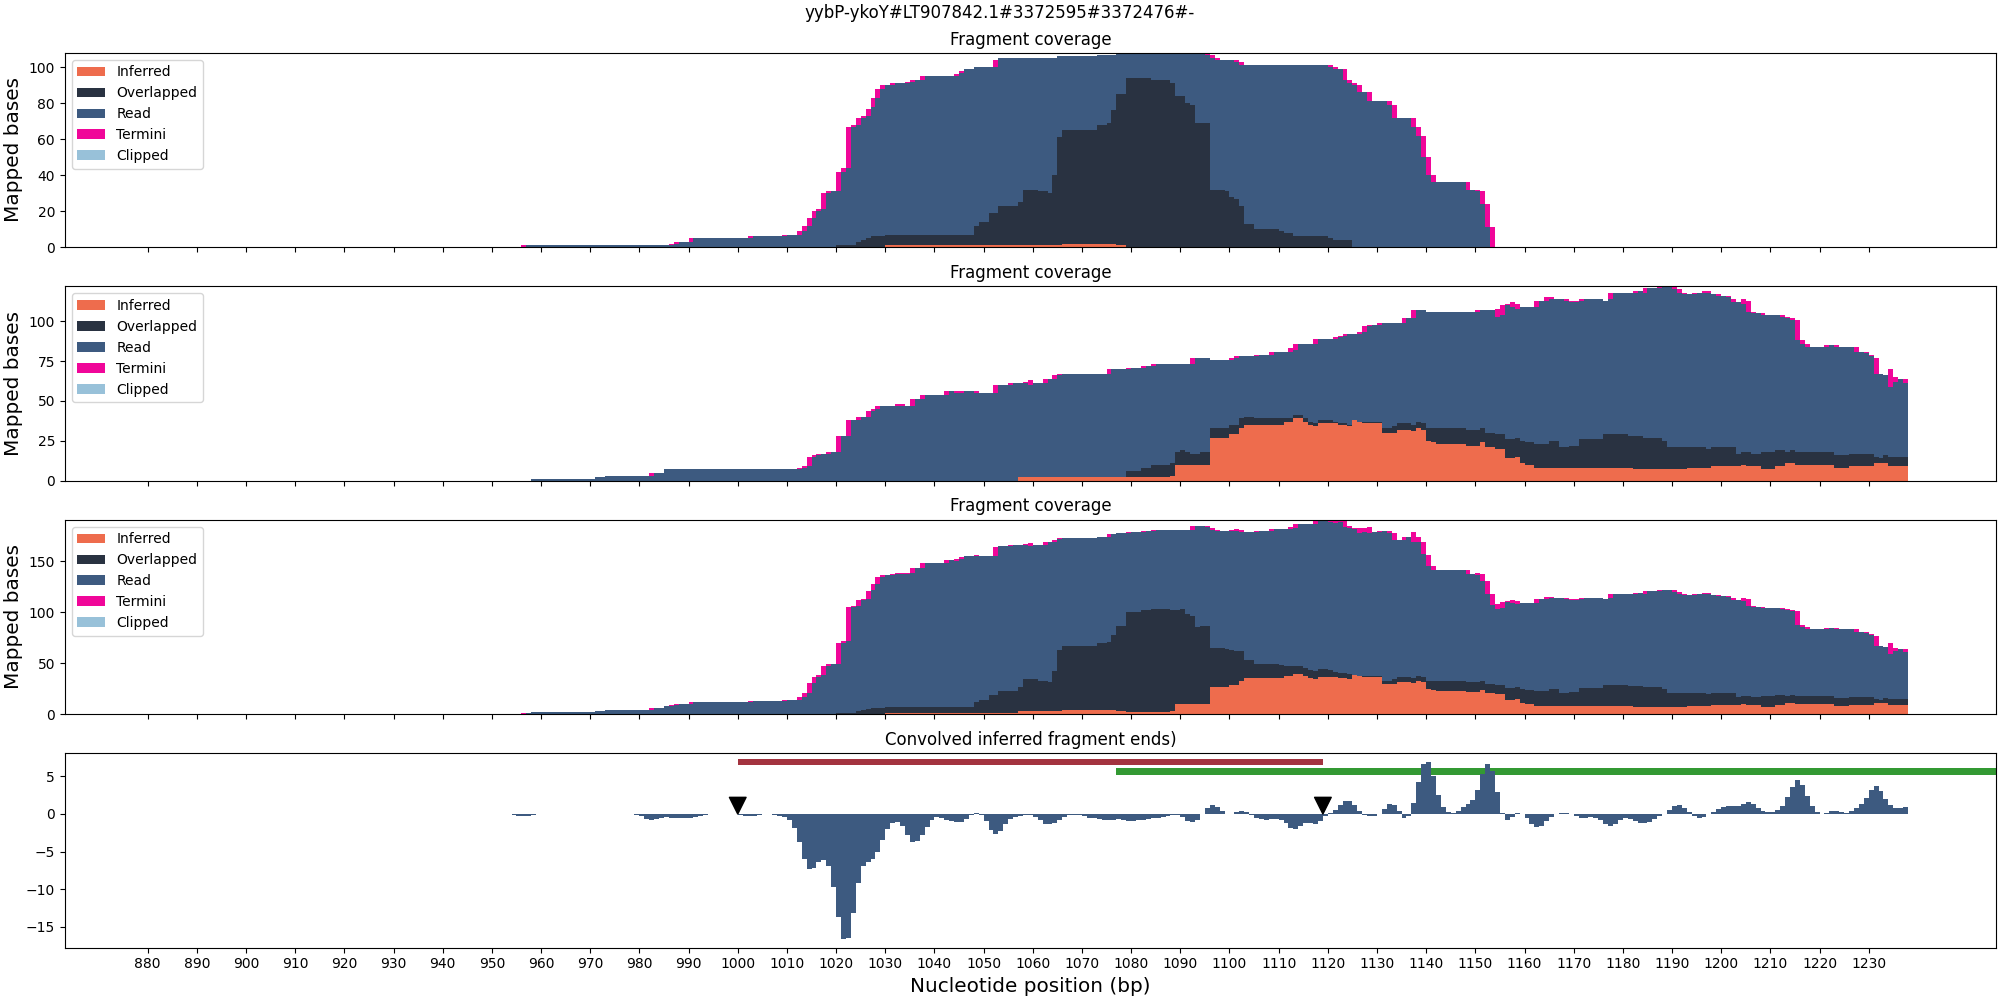 yybP-ykoY#LT907842.1#3372595#3372476#-
Fragment coverage
Mapped bases
100
80
60
40
20
0
Inferred
Overlapped
Read
Termini
Clipped
Fragment coverage
Mapped bases
100
75
50
25
0
Inferred
Overlapped
Read
Termini
Clipped
Fragment coverage
Mapped bases
150
100
50
0
Inferred
Overlapped
Read
Termini
Clipped
Convolved inferred fragment ends)
5
0
−5
−10
−15
880 890 900 910 920 930 940 950 960 970 980 990 1000 1010 1020 1030 1040 1050 1060 1070 1080 1090 1100 1110 1120 1130 1140 1150 1160 1170 1180 1190 1200 1210 1220 1230
Nucleotide position (bp)